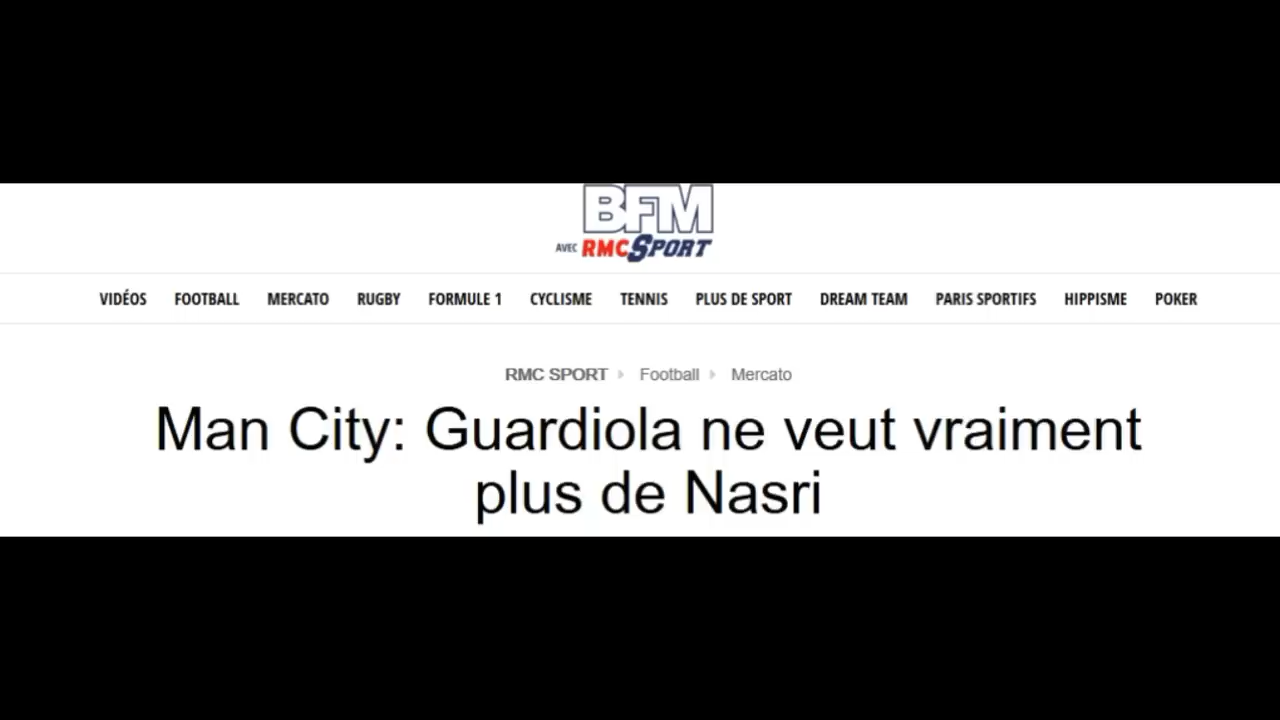 BFM
AVEC RMC SPORT
VIDÉOS FOOTBALL MERCATO RUGBY FORMULE 1 CYCLISME TENNIS PLUS DE SPORT DREAM TEAM PARIS SPORTIFS HIPPISME POKER
RMC SPORT Football Mercato
Man City: Guardiola ne veut vraiment
plus de Nasri